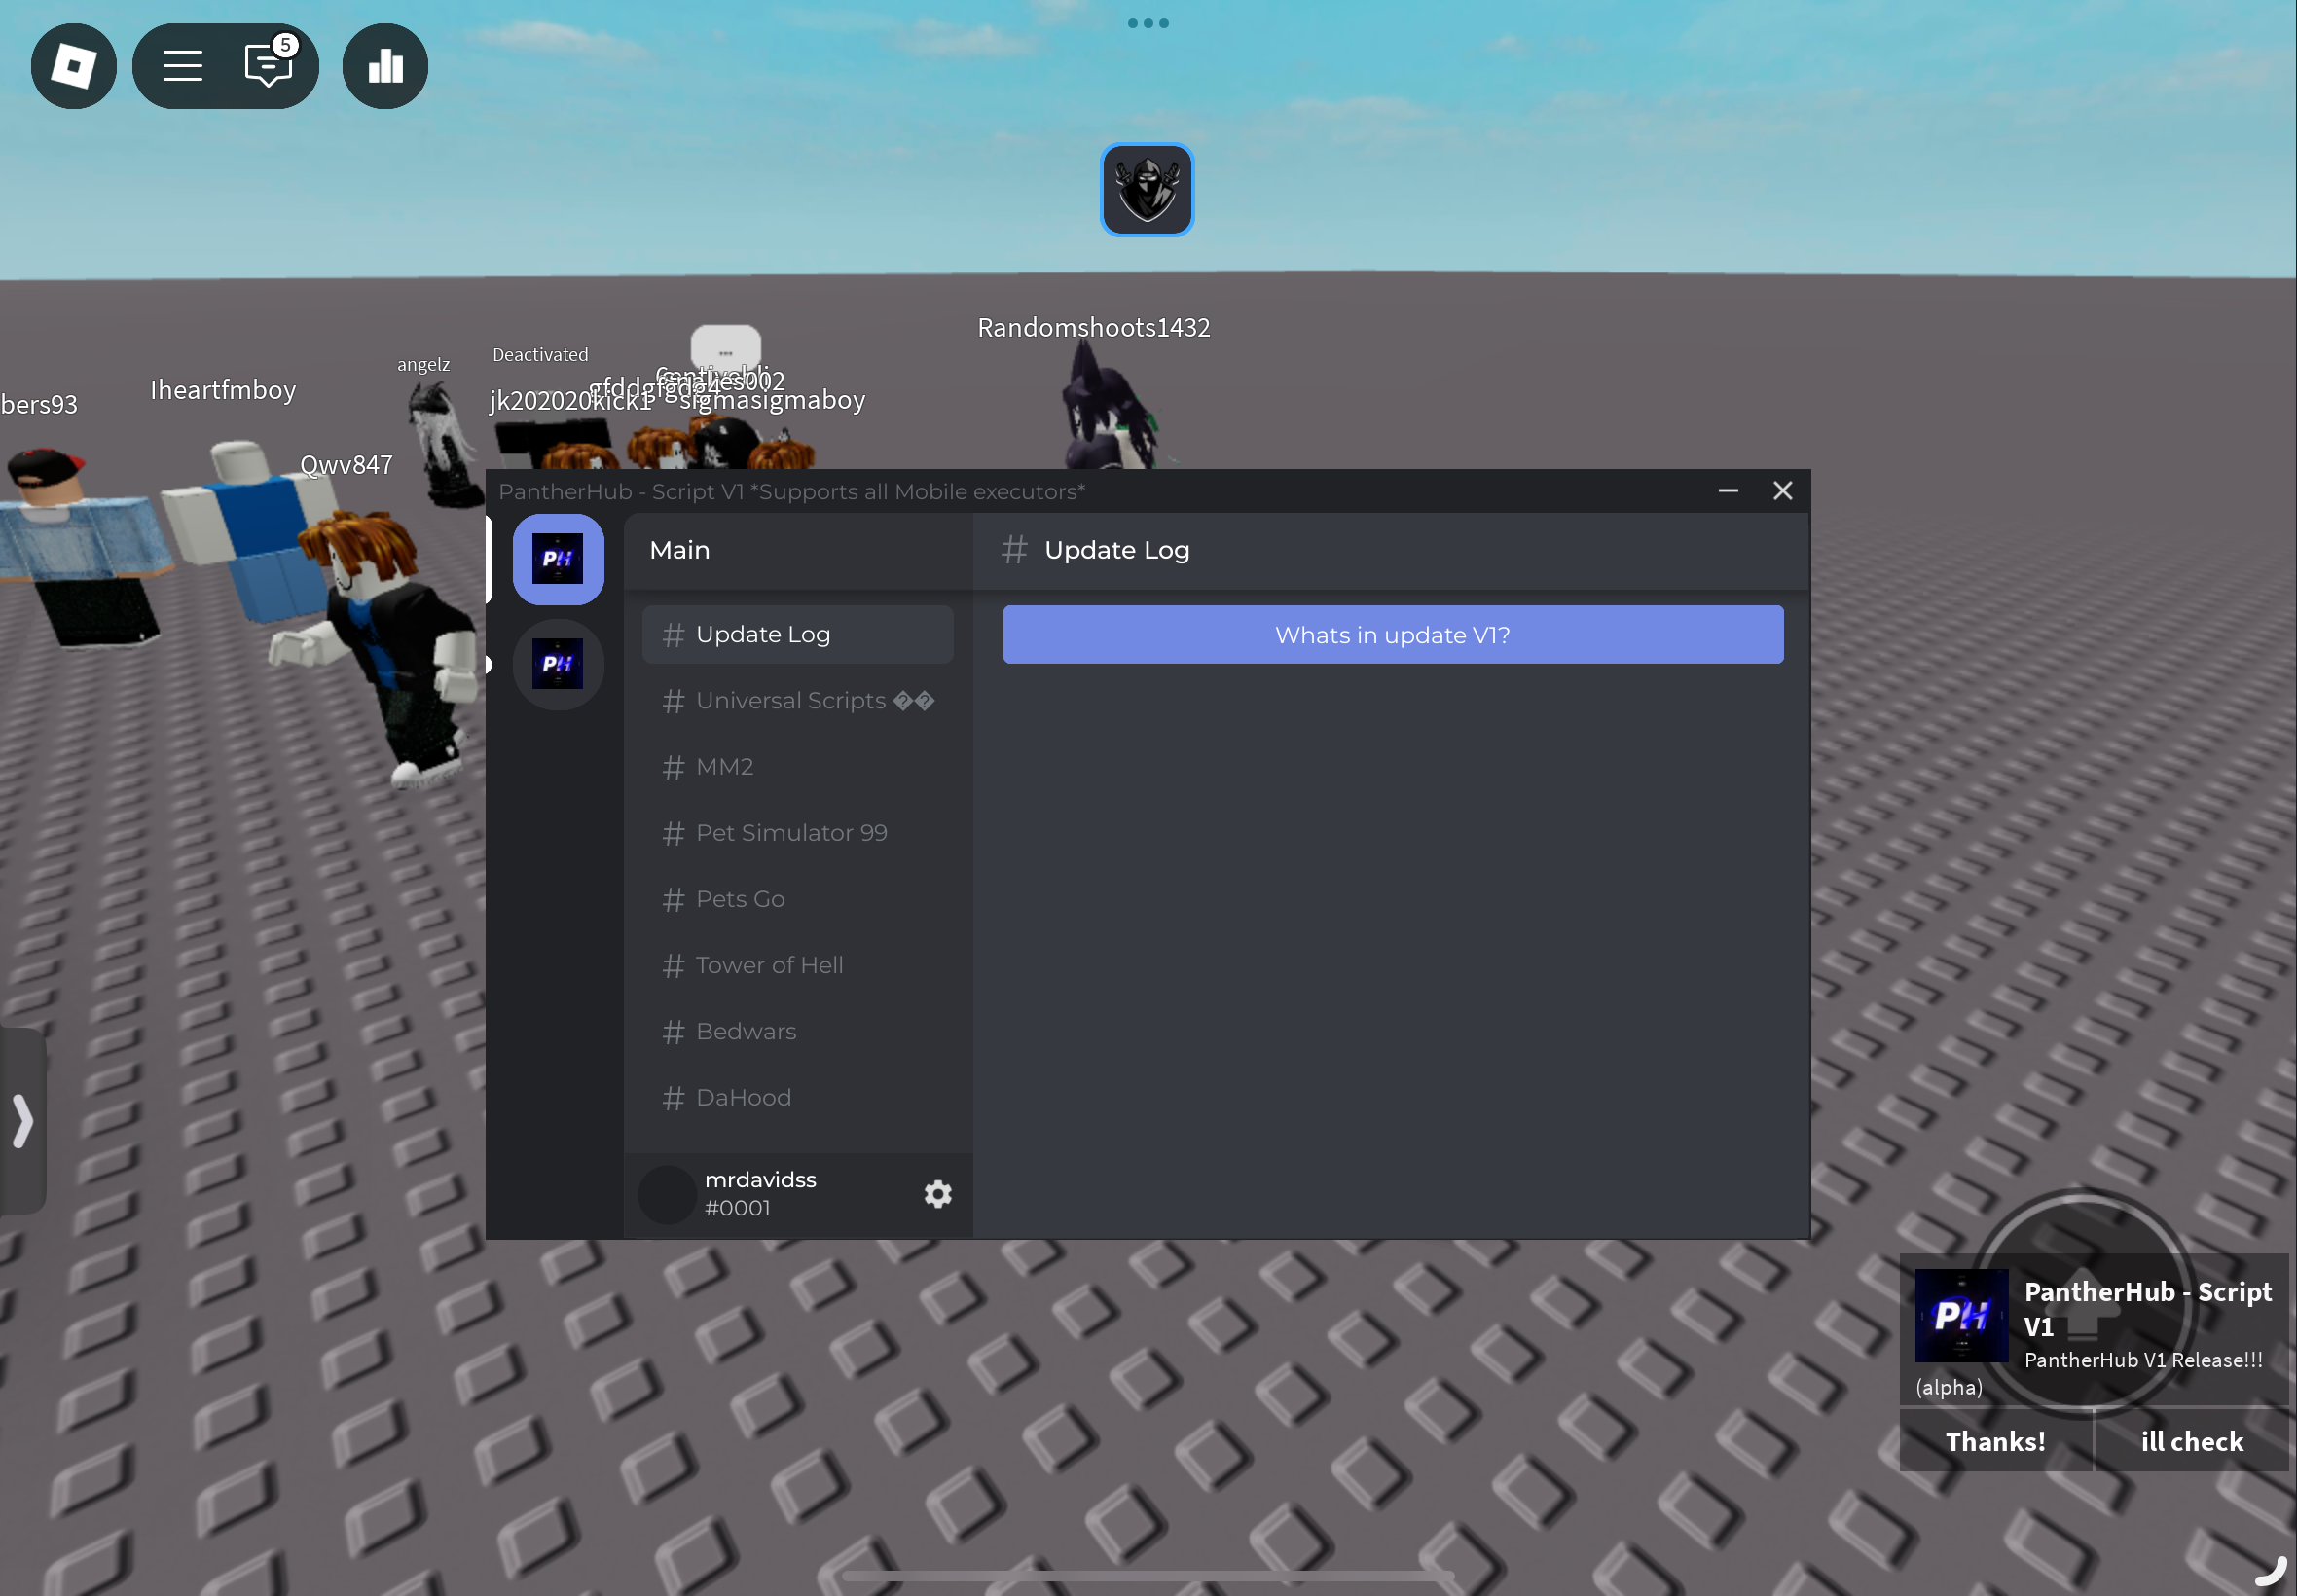 5
Randomshoots1432
Deactivated
angelz
Iheartfmboy
bers93
jk202020kick1
sigmasigmaboy
Qwv847
PantherHub - Script V1 *Supports all Mobile executors*
PH
Main
# Update Log
# Update Log
Whats in update V1?
PH
# Universal Scripts ��
# MM2
# Pet Simulator 99
# Pets Go
# Tower of Hell
# Bedwars
# DaHood
mrdavidss
#0001
PH
PantherHub - Script
V1
PantherHub V1 Release!!!
(alpha)
Thanks!
ill check